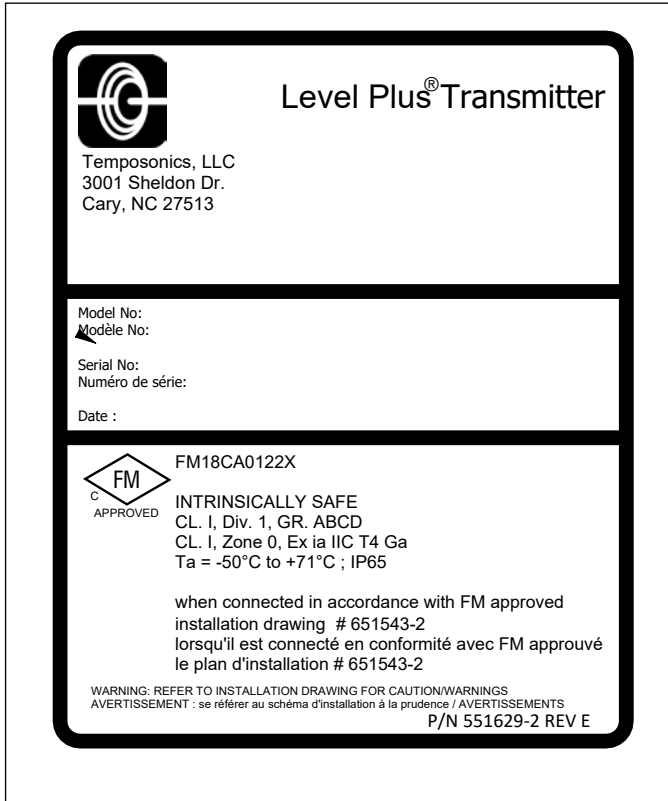 Level Plus® Transmitter
Temposonics, LLC
3001 Sheldon Dr.
Cary, NC 27513
Model No:
Modèle No:
Serial No:
Numéro de série:
Date :
FM
C
APPROVED
FM18CA0122X
INTRINSICALLY SAFE
CL. I, Div. 1, GR. ABCD
CL. I, Zone 0, Ex ia IIC T4 Ga
Ta = -50°C to +71°C ; IP65
when connected in accordance with FM approved
installation drawing # 651543-2
lorsqu'il est connecté en conformité avec FM approuvé
le plan d'installation # 651543-2
WARNING: REFER TO INSTALLATION DRAWING FOR CAUTION/WARNINGS
AVERTISSEMENT : se référer au schéma d'installation à la prudence / AVERTISSEMENTS
P/N 551629-2 REV E